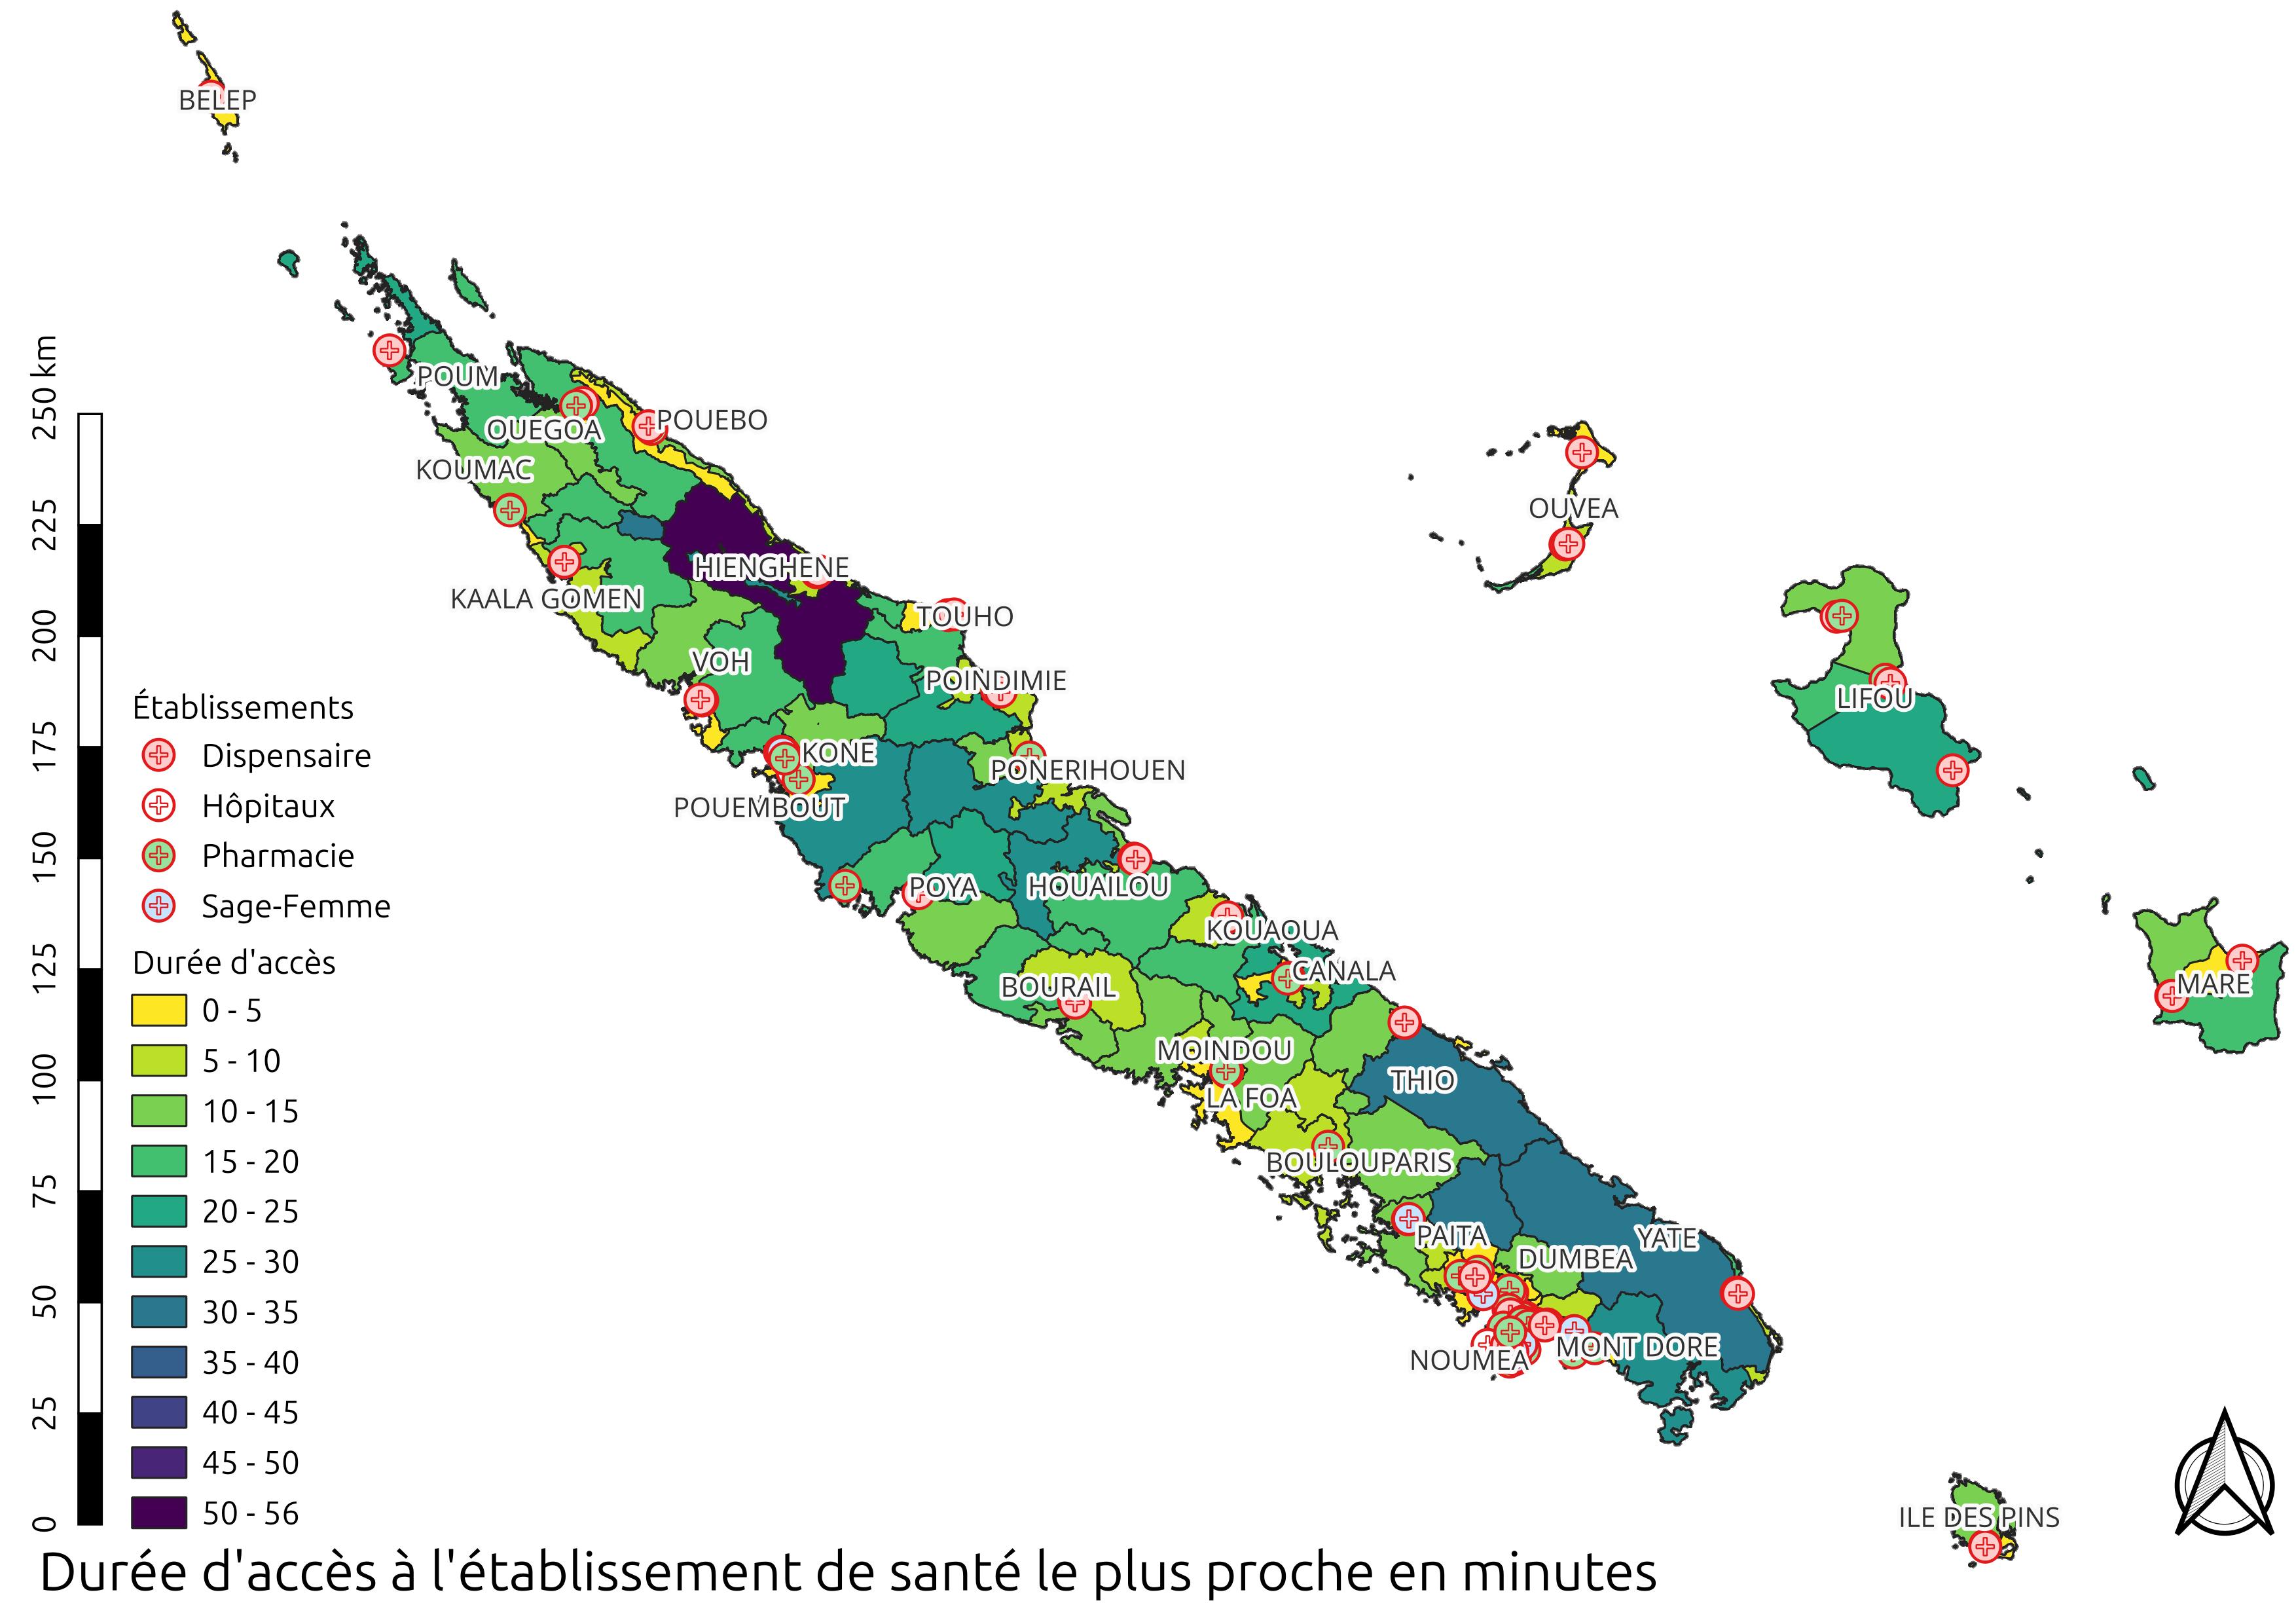 BELEP
POUM
OUEGOA
POUEBO
KOUMAC
OUVEA
HIENGHENE
KAALA GOMEN
TOUHO
VOH
POINDIMIE
LIFOU
KONE
PONERIHOUEN
POUEMBOUT
POYA
HOUAILOU
KOUAOUA
CANALA
BOURAIL
MARE
MOINDOU
THIO
LA FOA
BOULOUPARIS
PAITA
YATE
DUMBEA
NOUMEA
MONT DORE
ILE DES PINS
250 km
225
200
175
150
125
100
75
50
25
0
Établissements
Dispensaire
Hôpitaux
Pharmacie
Sage-Femme
Durée d'accès
0 - 5
5 - 10
10 - 15
15 - 20
20 - 25
25 - 30
30 - 35
35 - 40
40 - 45
45 - 50
50 - 56
Durée d'accès à l'établissement de santé le plus proche en minutes